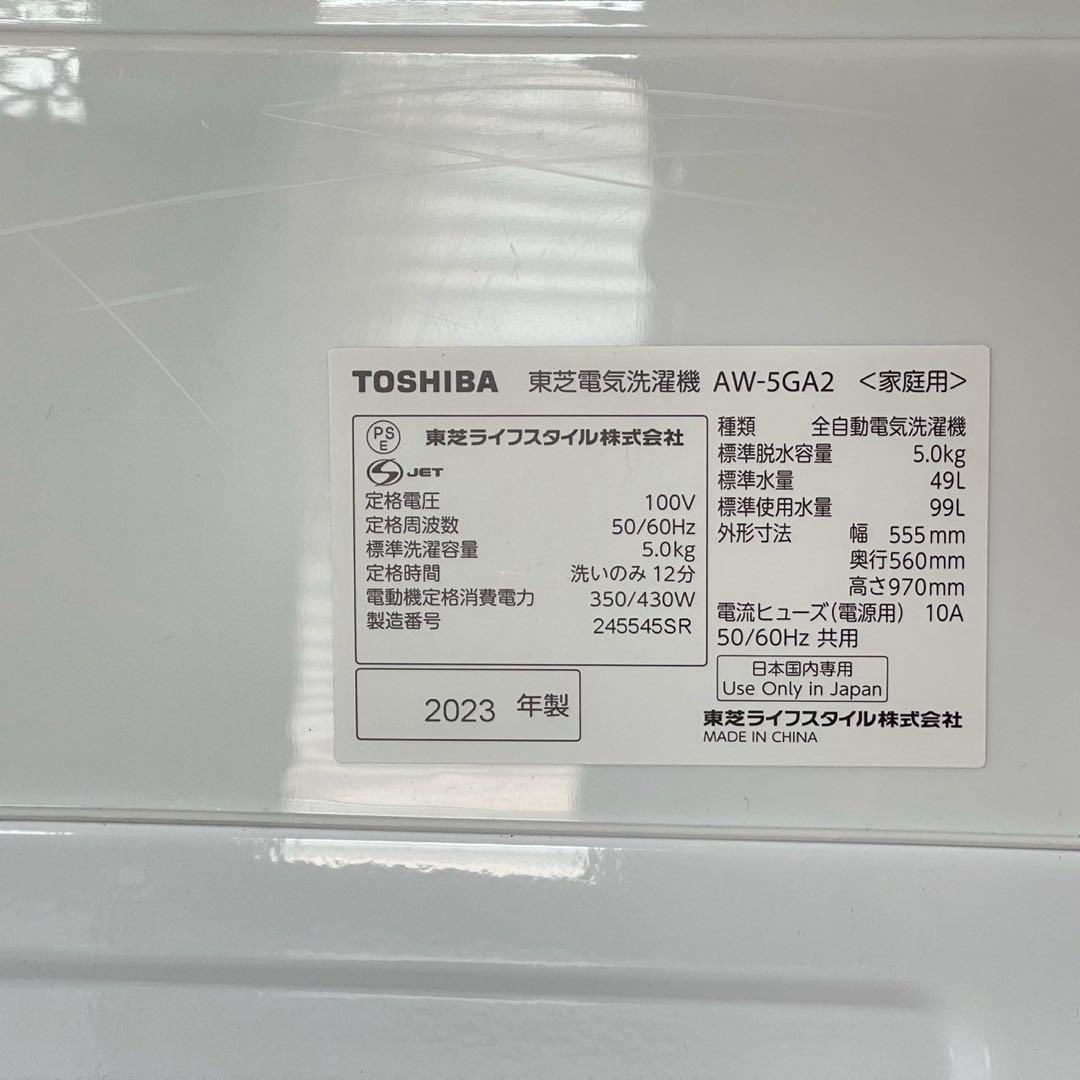 TOSHIBA 東芝電気洗濯機 AW-5GA2 <家庭用>
PS
E
東芝ライフスタイル株式会社
S JET
定格電圧 100V
定格周波数 50/60Hz
標準洗濯容量 5.0kg
定格時間 洗いのみ 12分
電動機定格消費電力 350/430W
製造番号 245545SR
2023 年製
種類 全自動電気洗濯機
標準脱水容量 5.0kg
標準水量 49L
標準使用水量 99L
外形寸法 幅 555mm
奥行560mm
高さ970mm
電流ヒューズ(電源用) 10A
50/60Hz 共用
日本国内専用
Use Only in Japan
東芝ライフスタイル株式会社
MADE IN CHINA